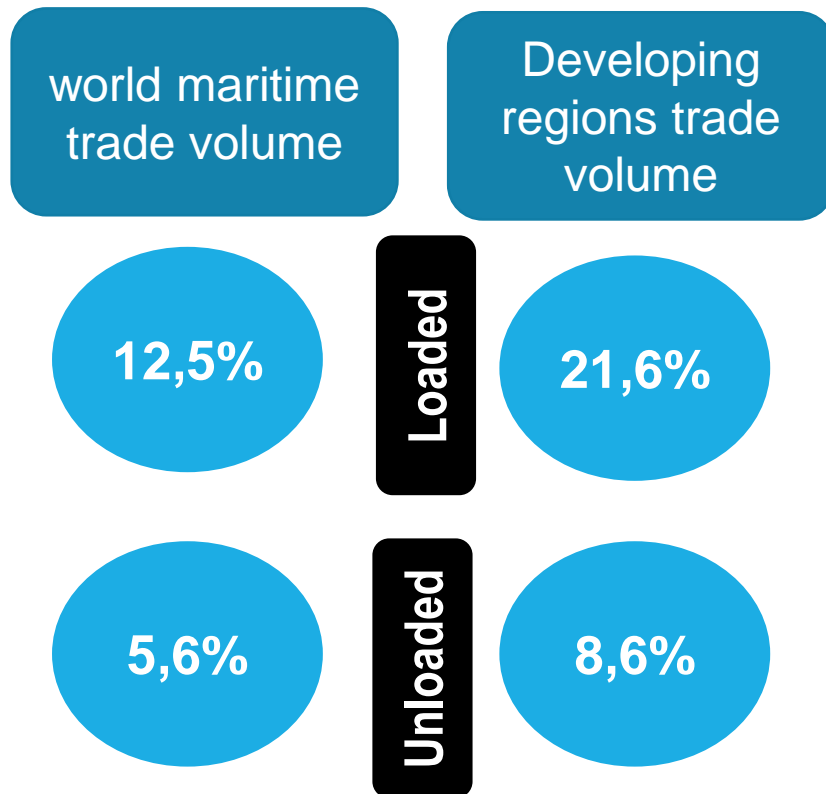 world maritime
trade volume
Developing
regions trade
volume
12,5%
Loaded
21,6%
5,6%
Unloaded
8,6%